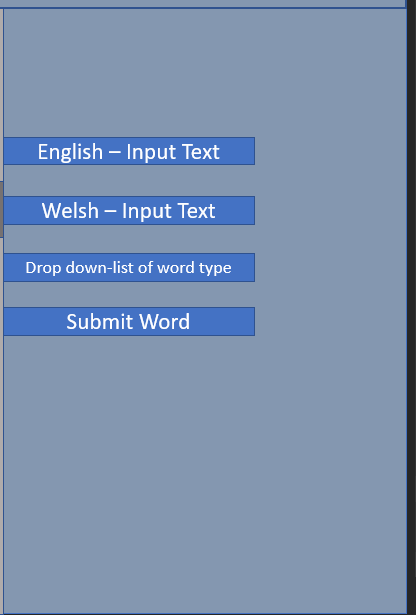 English – Input Text
Welsh – Input Text
Drop down-list of word type
Submit Word